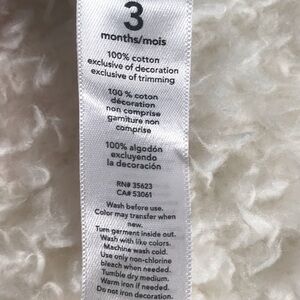 3
months/mois
100% cotton
exclusive of decoration
exclusive of trimming
100 % coton
décoration
non comprise
garniture non
comprise
100% algodón
excluyendo
la decoración
RN# 35623
CA# 53061
Wash before use.
Color may transfer when
new.
Turn garment inside out.
Wash with like colors.
Machine wash cold.
Use only non-chlorine
bleach when needed.
Tumble dry medium.
Warm iron if needed.
Do not iron decoration.